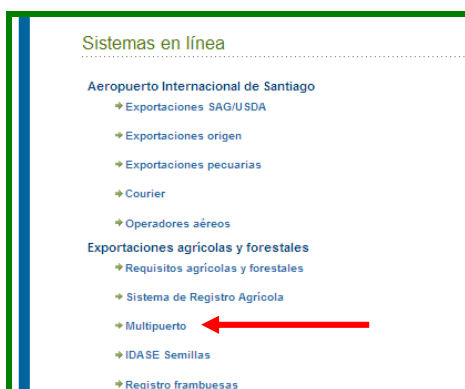 Sistemas en línea
Aeropuerto Internacional de Santiago
Exportaciones SAG/USDA
Exportaciones origen
Exportaciones pecuarias
Courier
Operadores aéreos
Exportaciones agrícolas y forestales
Requisitos agrícolas y forestales
Sistema de Registro Agrícola
Multipuerto
IDASE Semillas
Registro frambuesas